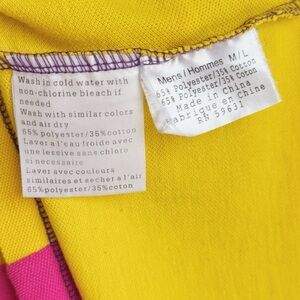 Wash in cold water with
non-chlorine bleach if
needed
Wash with similar colors
and air dry
65% polyester/35%cotton
Laver a l'eau froide avec
une lessive sans chloro
si necessaire
Laver avec couleurs
similaires et secher a l'air
65%polyester/35%coton
Mens/Hommes M/L
65% Polyester/35% Cotton
65% Polyester/35% Coton
Made in China
Fabrique en Chine
RN 59631